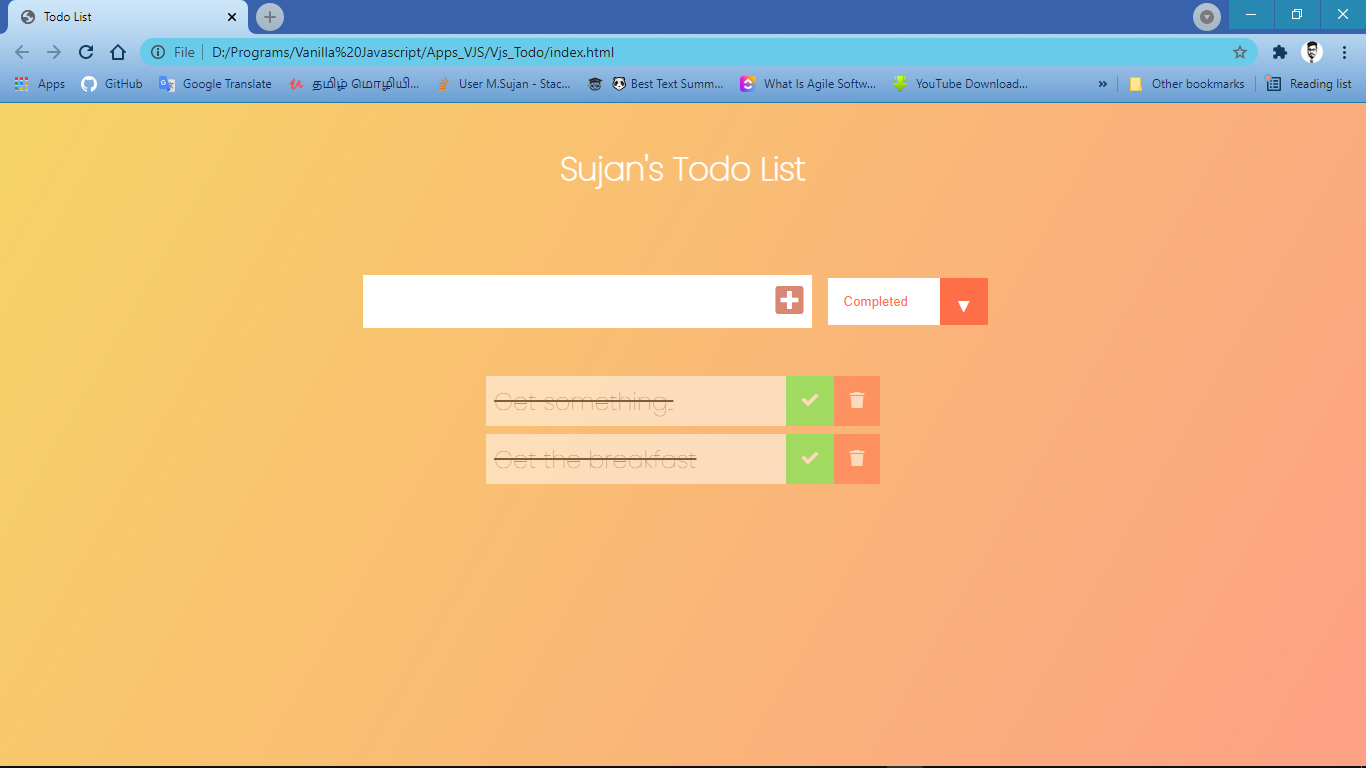 Todo List
File D:/Programs/Vanilla%20Javascript/Apps_VJS/Vjs_Todo/index.html
Apps GitHub Google Translate தமிழ் மொழியி... User M.Sujan - Stac... Best Text Summ... What Is Agile Softw... YouTube Download... » Other bookmarks Reading list
Sujan's Todo List
Completed
Get something..
Get the breakfast